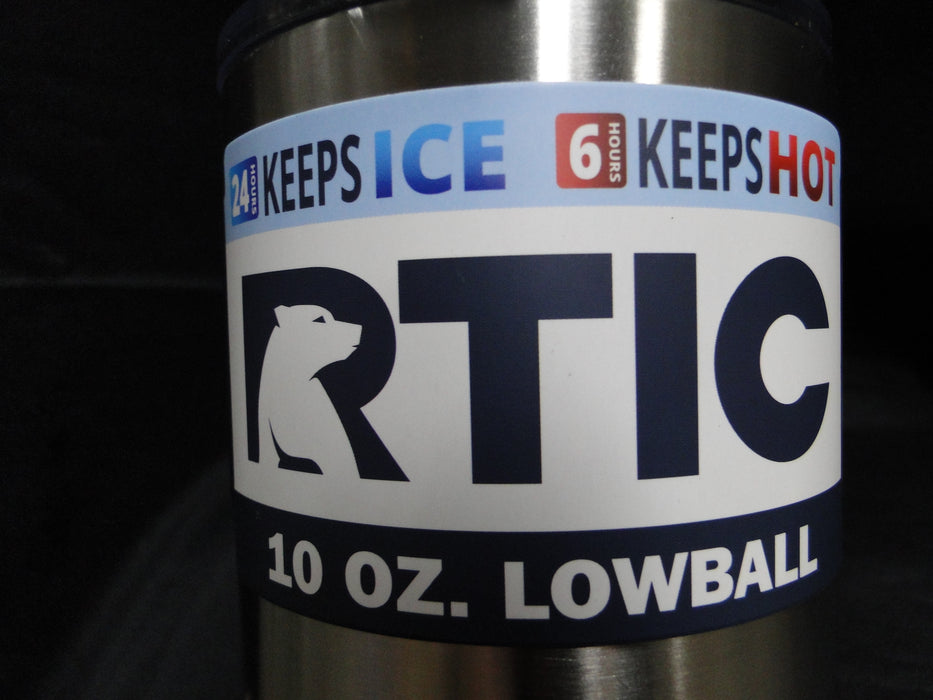 24 HOURS KEEPS ICE 6 HOURS KEEPS HOT
RTIC
10 OZ. LOWBALL